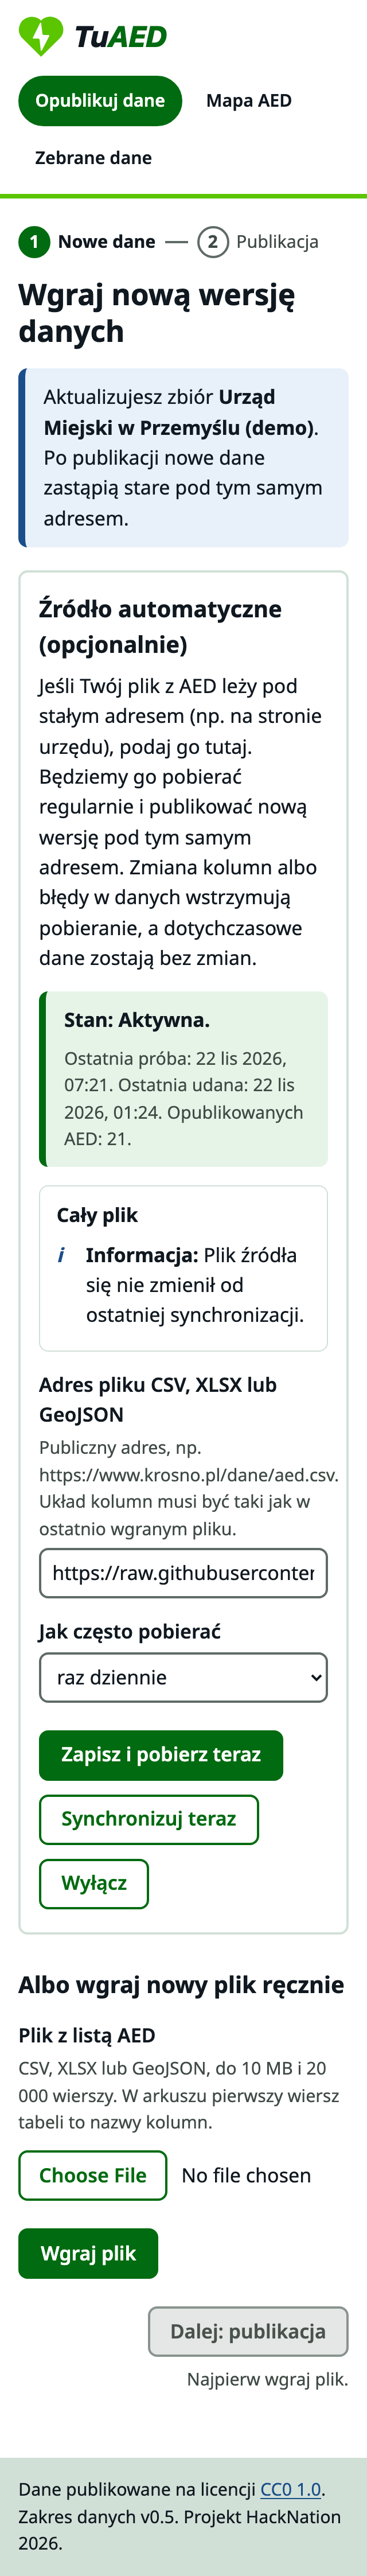 TuAED
Opublikuj dane
Mapa AED
Zebrane dane
1 Nowe dane — 2 Publikacja
Wgraj nową wersję
danych
Aktualizujesz zbiór Urząd
Miejski w Przemyślu (demo).
Po publikacji nowe dane
zastąpią stare pod tym samym
adresem.
Źródło automatyczne
(opcjonalnie)
Jeśli Twój plik z AED leży pod
stałym adresem (np. na stronie
urzędu), podaj go tutaj.
Będziemy go pobierać
regularnie i publikować nową
wersję pod tym samym
adresem. Zmiana kolumn albo
błędy w danych wstrzymują
pobieranie, a dotychczasowe
dane zostają bez zmian.
Stan: Aktywna.
Ostatnia próba: 22 lis 2026,
07:21. Ostatnia udana: 22 lis
2026, 01:24. Opublikowanych
AED: 21.
Cały plik
i Informacja: Plik źródła
się nie zmienił od
ostatniej synchronizacji.
Adres pliku CSV, XLSX lub
GeoJSON
Publiczny adres, np.
https://www.krosno.pl/dane/aed.csv.
Układ kolumn musi być taki jak w
ostatnio wgranym pliku.
https://raw.githubuserconter
Jak często pobierać
raz dziennie
Zapisz i pobierz teraz
Synchronizuj teraz
Wyłącz
Albo wgraj nowy plik ręcznie
Plik z listą AED
CSV, XLSX lub GeoJSON, do 10 MB i 20
000 wierszy. W arkuszu pierwszy wiersz
tabeli to nazwy kolumn.
Choose File No file chosen
Wgraj plik
Dalej: publikacja
Najpierw wgraj plik.
Dane publikowane na licencji CC0 1.0.
Zakres danych v0.5. Projekt HackNation
2026.